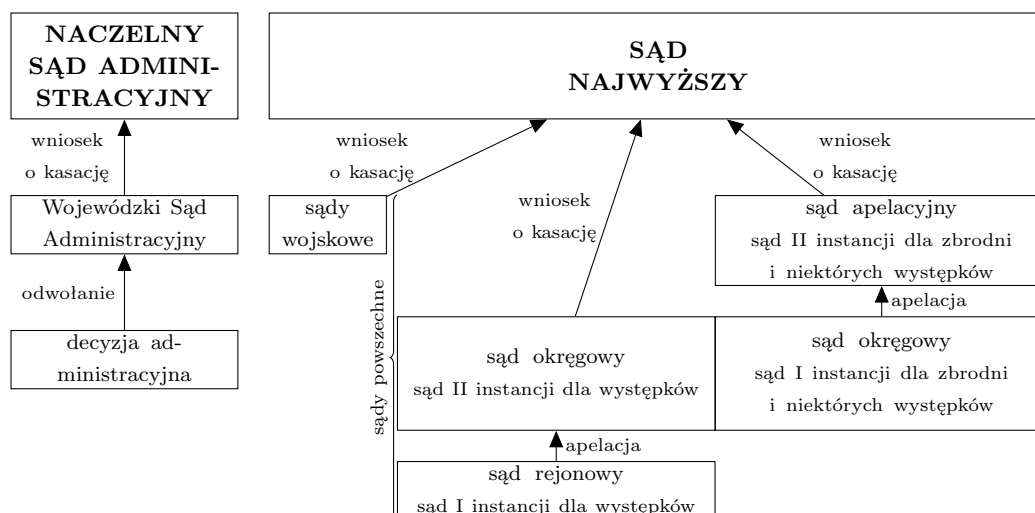 NACZELNY
SĄD ADMINI-
STRACYJNY
SĄD
NAJWYŻSZY
wniosek
o kasację
wniosek
o kasację
wniosek
o kasację
wniosek
o kasację
Wojewódzki Sąd
Administracyjny
sądy
wojskowe
sąd apelacyjny
sąd II instancji dla zbrodni
i niektórych występków
odwołanie
apelacja
decyzja ad-
ministracyjna
sądy powszechne
sąd okręgowy
sąd II instancji dla występków
sąd okręgowy
sąd I instancji dla zbrodni
i niektórych występków
apelacja
sąd rejonowy
sąd I instancji dla występków